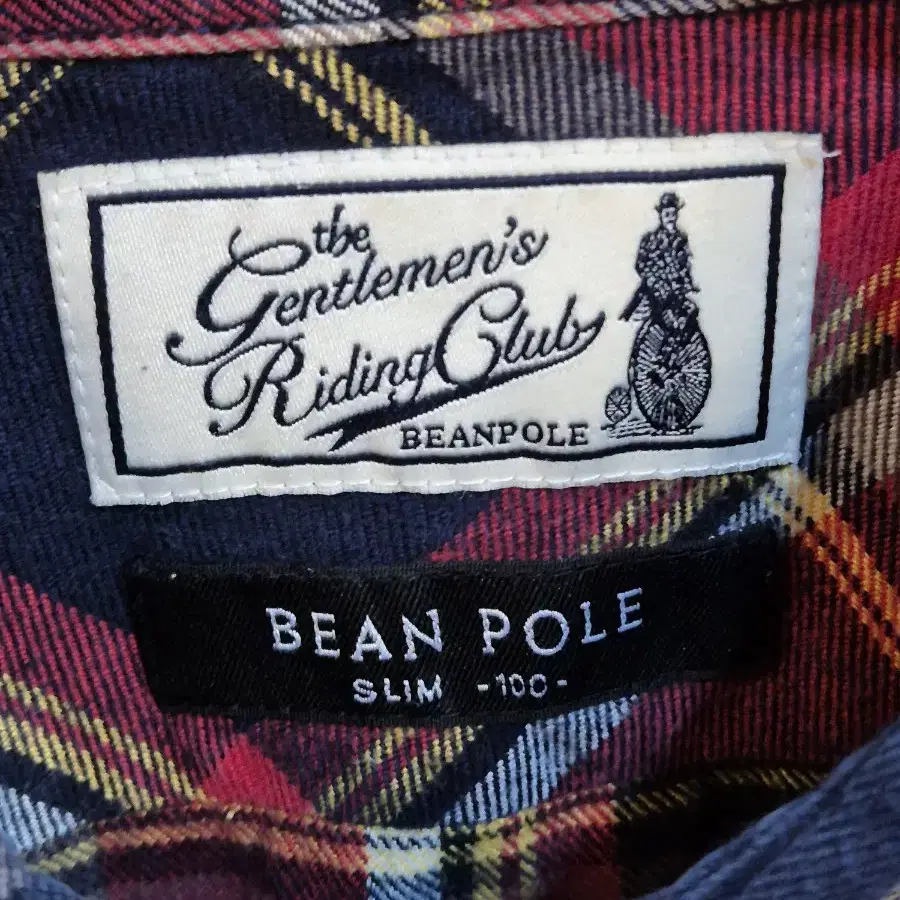 the
Gentlemen's
Riding Club
BEANPOLE
BEAN POLE
SLIM -100-